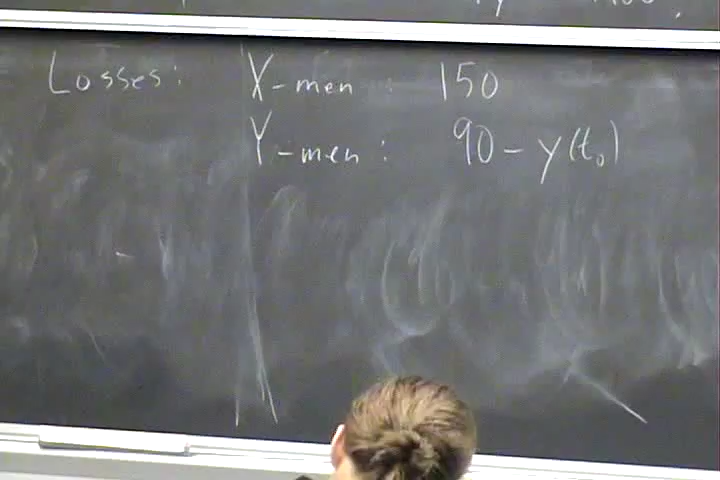 Losses: X-men : 150
Y-men : 90 - y(t₀)